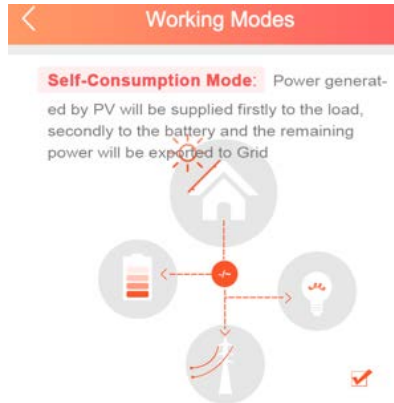 Working Modes
Self-Consumption Mode: Power generat-
ed by PV will be supplied firstly to the load,
secondly to the battery and the remaining
power will be exported to Grid